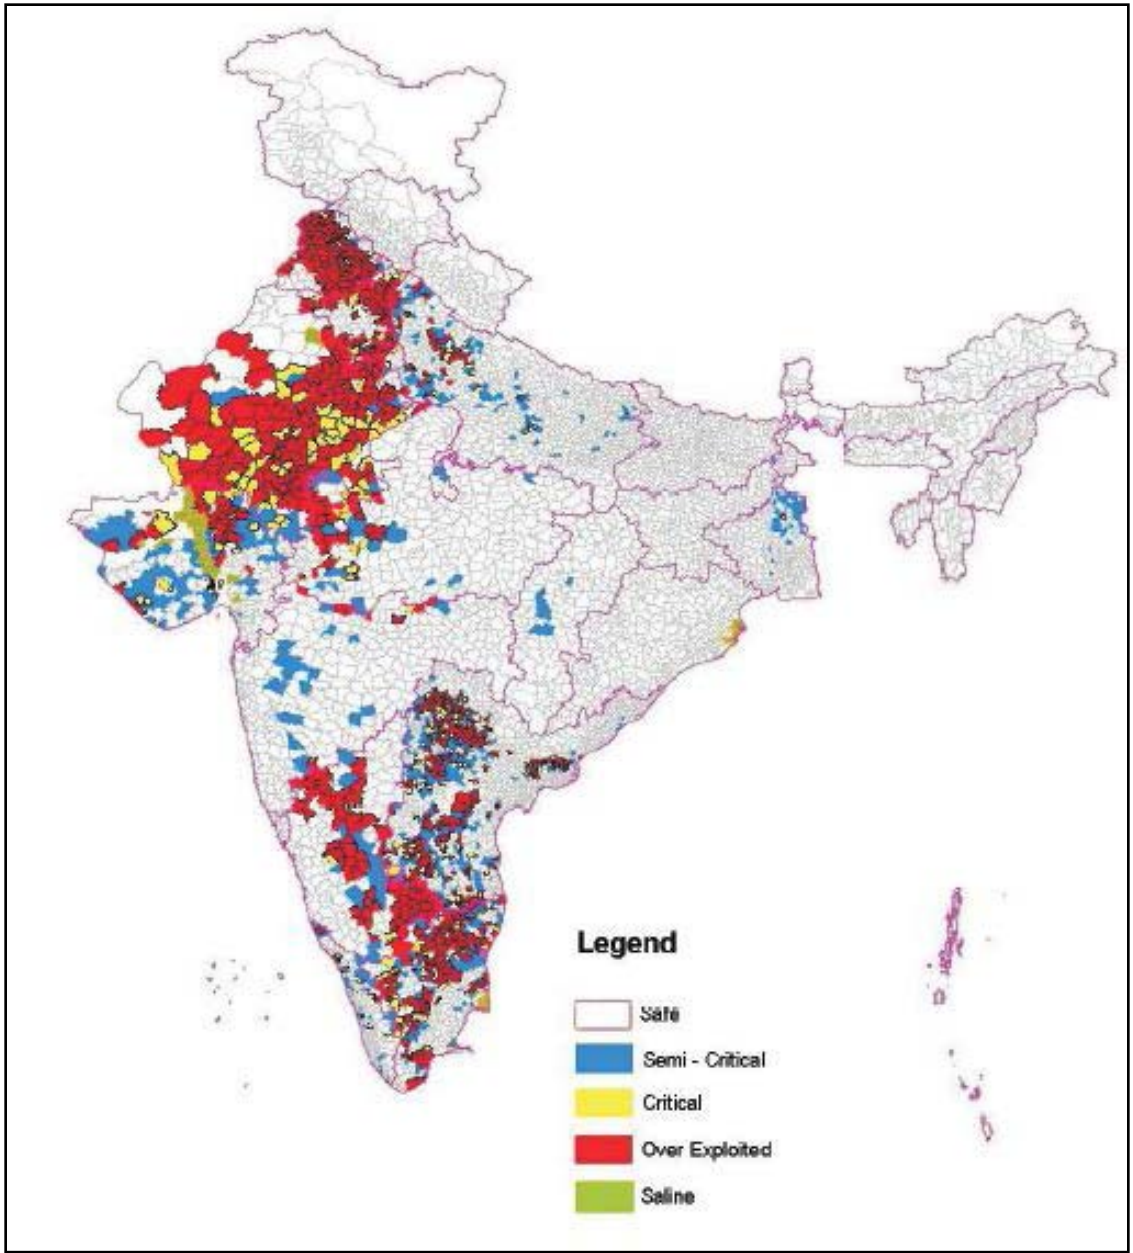 Legend
Safe
Semi - Critical
Critical
Over Exploited
Saline